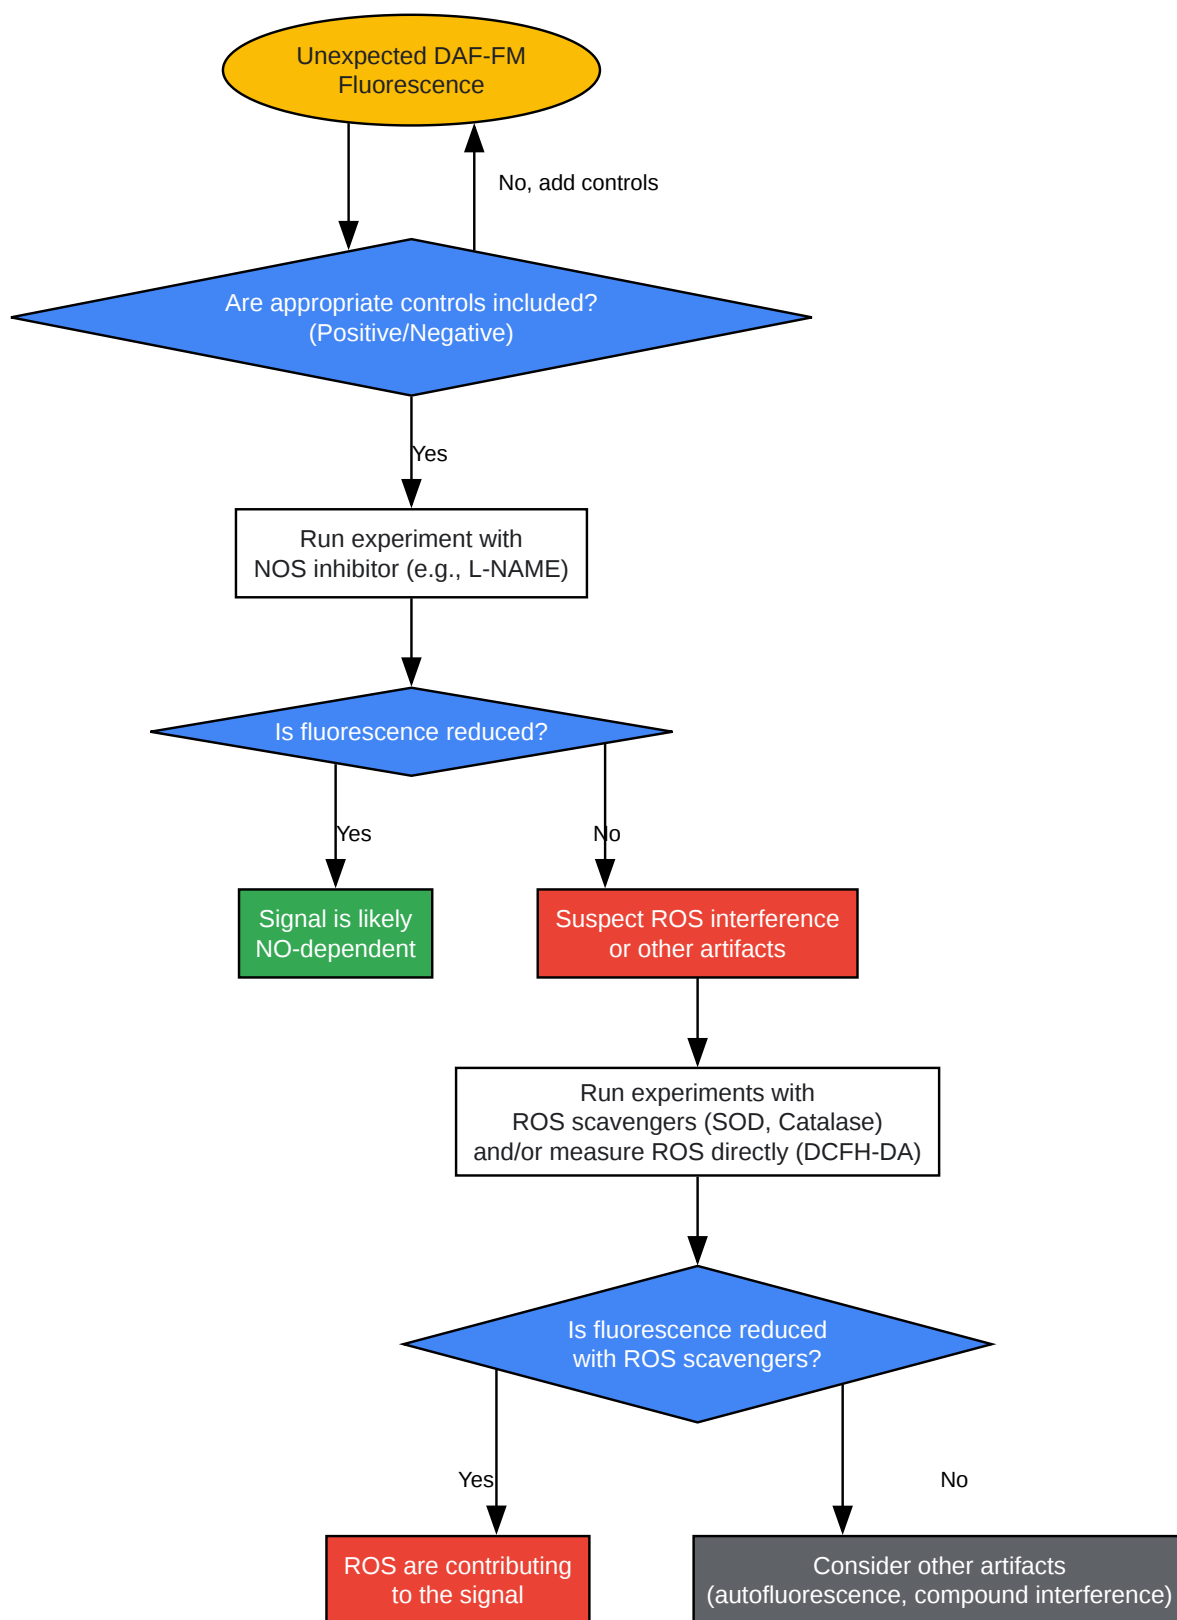 Unexpected DAF-FM
Fluorescence
No, add controls
Are appropriate controls included?
(Positive/Negative)
Yes
Run experiment with
NOS inhibitor (e.g., L-NAME)
Is fluorescence reduced?
Yes
No
Signal is likely
NO-dependent
Suspect ROS interference
or other artifacts
Run experiments with
ROS scavengers (SOD, Catalase)
and/or measure ROS directly (DCFH-DA)
Is fluorescence reduced
with ROS scavengers?
Yes
No
ROS are contributing
to the signal
Consider other artifacts
(autofluorescence, compound interference)